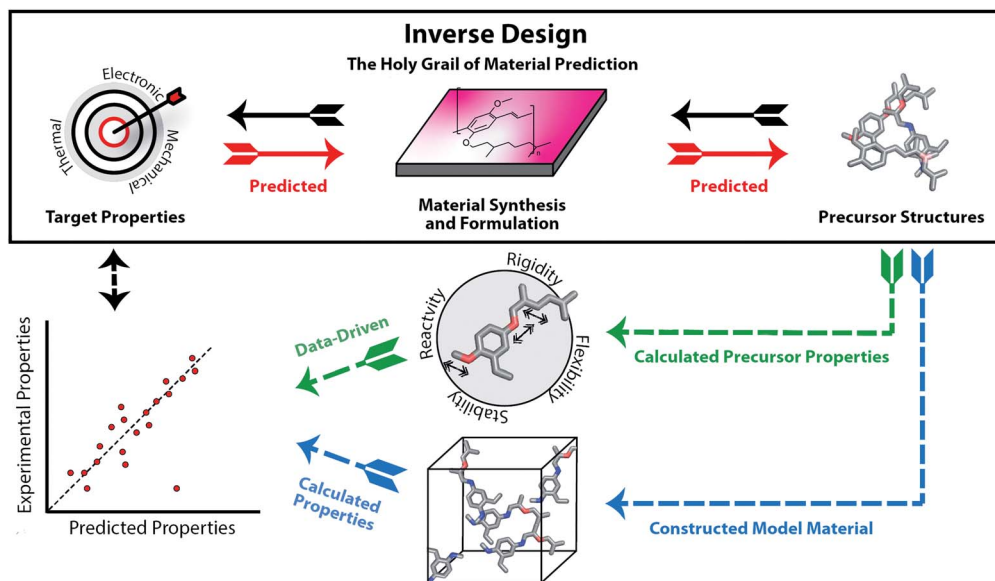 Inverse Design
The Holy Grail of Material Prediction
Electronic
Thermal
Mechanical
Target Properties
Predicted
OMe
O
n
Material Synthesis
and Formulation
Predicted
Precursor Structures
Experimental Properties
Predicted Properties
Data-Driven
Rigidity
Reactvity
Flexibility
Stability
Calculated Precursor Properties
Calculated
Properties
Constructed Model Material